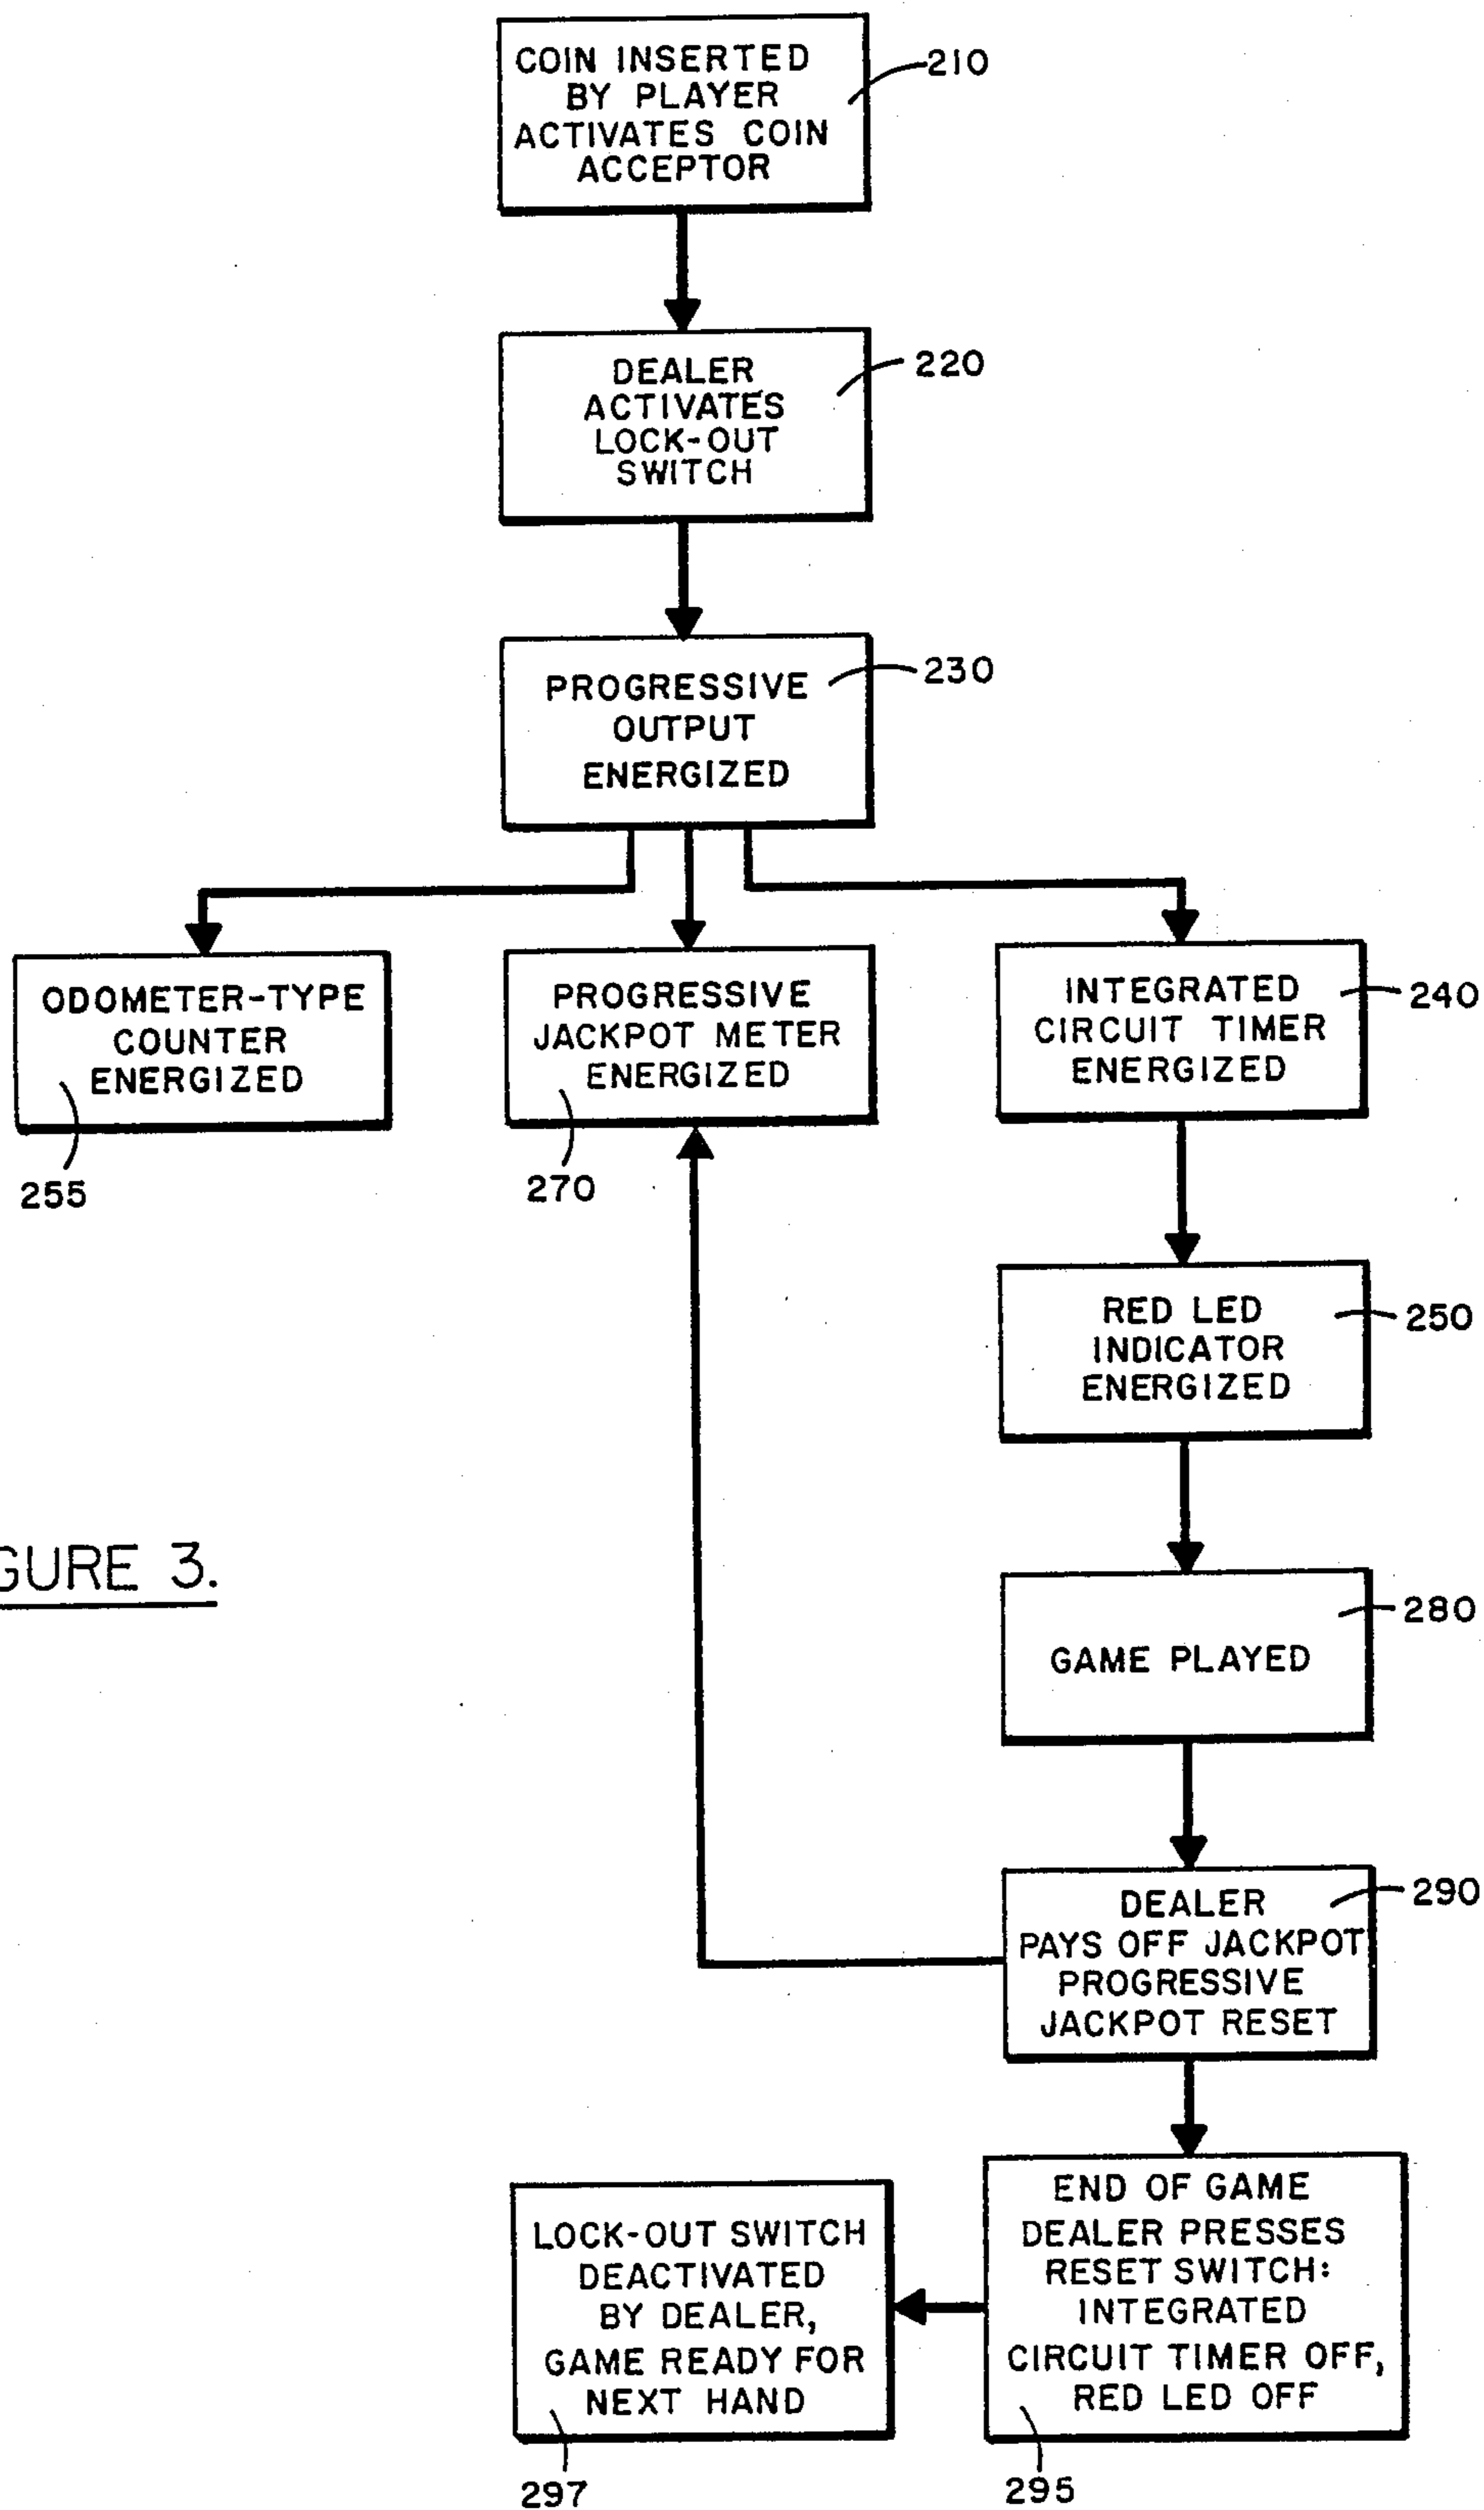 COIN INSERTED
BY PLAYER
ACTIVATES COIN
ACCEPTOR
210
DEALER
ACTIVATES
LOCK-OUT
SWITCH
220
PROGRESSIVE
OUTPUT
ENERGIZED
230
ODOMETER-TYPE
COUNTER
ENERGIZED
255
PROGRESSIVE
JACKPOT METER
ENERGIZED
270
INTEGRATED
CIRCUIT TIMER
ENERGIZED
240
RED LED
INDICATOR
ENERGIZED
250
GURE 3.
GAME PLAYED
280
DEALER
PAYS OFF JACKPOT
PROGRESSIVE
JACKPOT RESET
290
END OF GAME
DEALER PRESSES
RESET SWITCH:
INTEGRATED
CIRCUIT TIMER OFF,
RED LED OFF
295
LOCK-OUT SWITCH
DEACTIVATED
BY DEALER,
GAME READY FOR
NEXT HAND
297